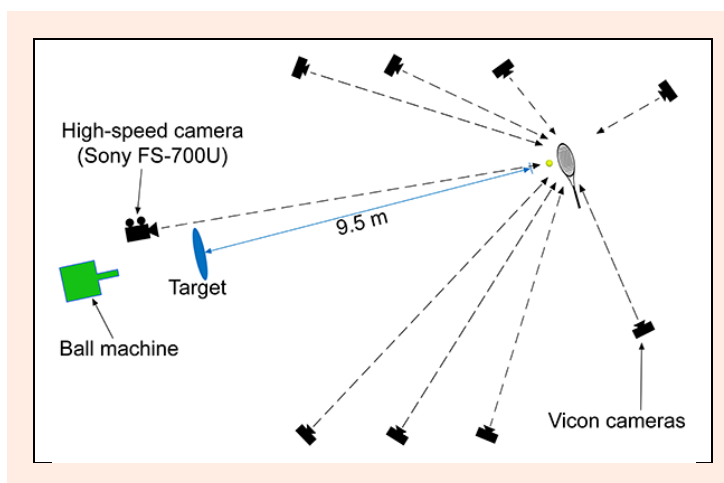 High-speed camera
(Sony FS-700U)
9.5 m
Target
Ball machine
Vicon cameras